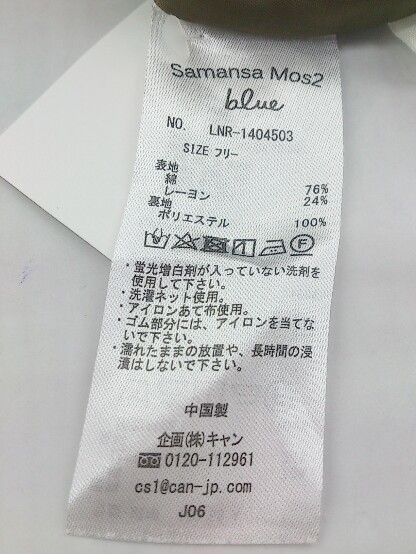 Samansa Mos2
blue
NO. LNR-1404503
SIZE フリー
表地
綿 76%
レーヨン 24%
裏地
ポリエステル 100%
・蛍光増白剤が入っていない洗剤を
使用して下さい。
・洗濯ネット使用。
・アイロンあて布使用。
・ゴム部分には、アイロンを当てな
いで下さい。
・濡れたままの放置や、長時間の浸
漬はしないで下さい。
中国製
企画(株)キャン
0120-112961
cs1@can-jp.com
J06